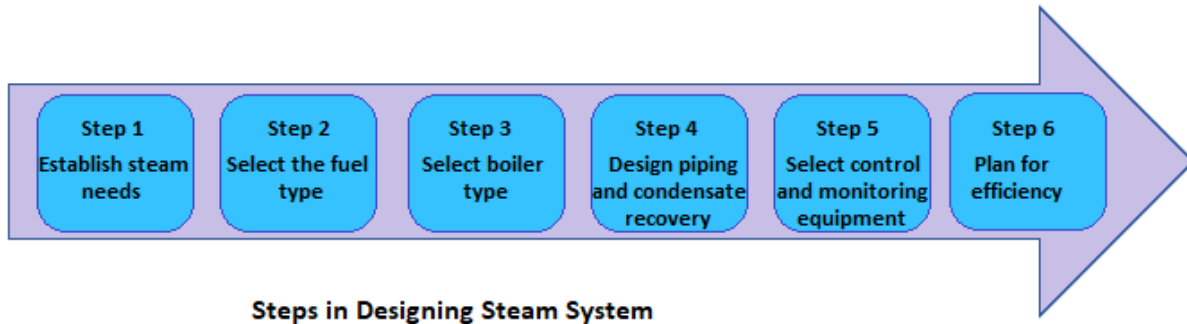 Step 1
Establish steam
needs
Step 2
Select the fuel
type
Step 3
Select boiler
type
Step 4
Design piping
and condensate
recovery
Step 5
Select control
and monitoring
equipment
Step 6
Plan for
efficiency
Steps in Designing Steam System